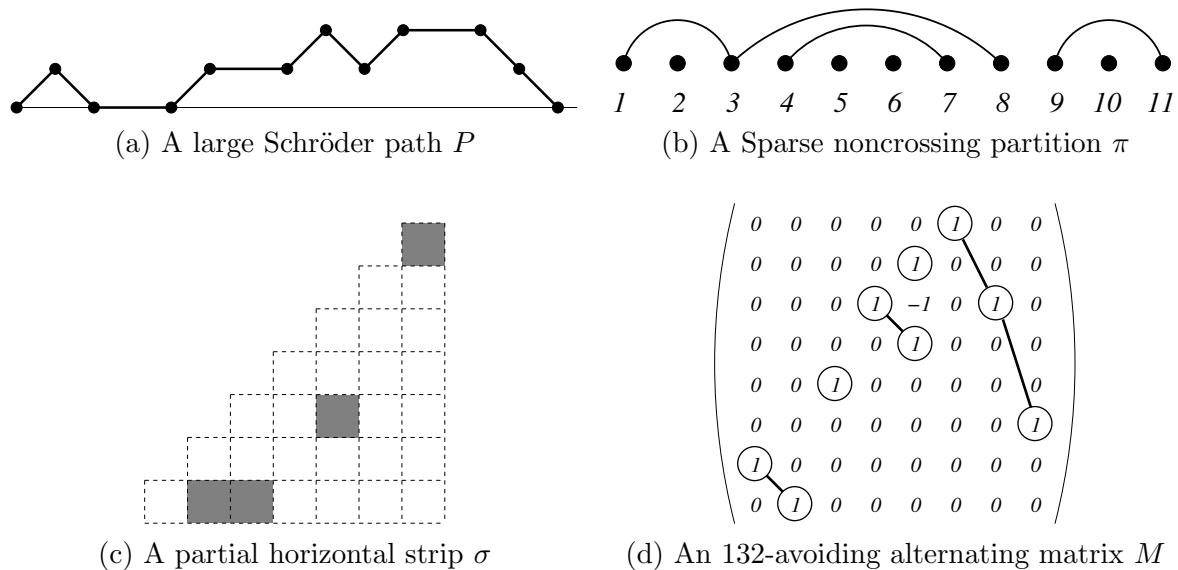 1 2 3 4 5 6 7 8 9 10 11
(a) A large Schröder path P
(b) A Sparse noncrossing partition π
0 0 0 0 0 1 0 0
0 0 0 0 1 0 0 0
0 0 0 1 −1 0 1 0
0 0 0 0 1 0 0 0
0 0 1 0 0 0 0 0
0 0 0 0 0 0 0 1
1 0 0 0 0 0 0 0
0 1 0 0 0 0 0 0
(c) A partial horizontal strip σ
(d) An 132-avoiding alternating matrix M